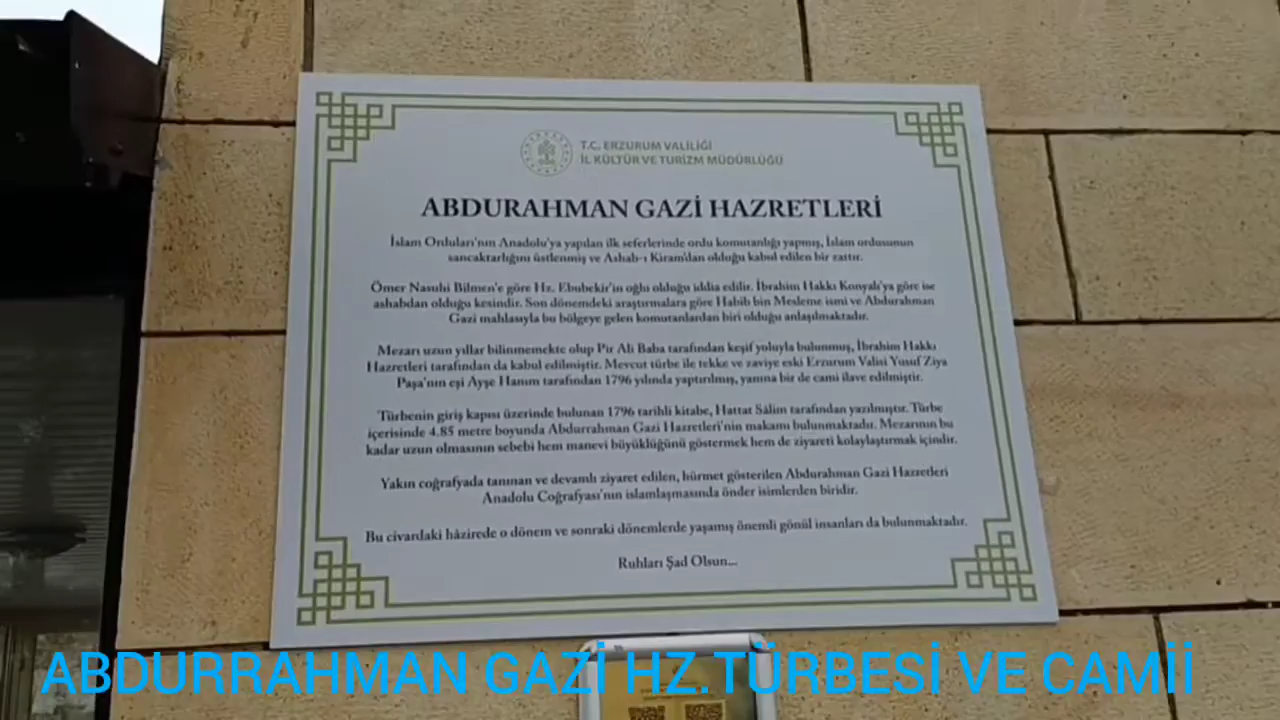 T.C. ERZURUM VALİLİĞİ
İL KÜLTÜR VE TURİZM MÜDÜRLÜĞÜ
ABDURAHMAN GAZİ HAZRETLERİ
İslam Orduları'nın Anadolu'ya yapılan ilk seferlerinde ordu komutanlığı yapmış, İslam ordusunun
sancaktarlığını üstlenmiş ve Ashab-ı Kiram'dan olduğu kabul edilen bir zattır.
Ömer Nasuhi Bilmen'e göre Hz. Ebubekir'in oğlu olduğu iddia edilir. İbrahim Hakkı Konyalı'ya göre ise
ashabdan olduğu kesindir. Son dönemdeki araştırmalara göre Habib bin Mesleme ismi ve Abdurahman
Gazi mahlasıyla bu bölgeye gelen komutanlardan biri olduğu anlaşılmaktadır.
Mezarı uzun yıllar bilinmemekte olup Pir Ali Baba tarafından keşif yoluyla bulunmuş, İbrahim Hakkı
Hazretleri tarafından da kabul edilmiştir. Mevcut türbe ile tekke ve zaviye eski Erzurum Valisi Yusuf Ziya
Paşa'nın eşi Ayşe Hanım tarafından 1796 yılında yaptırılmış, yanına bir de cami ilave edilmiştir.
Türbenin giriş kapısı üzerinde bulunan 1796 tarihli kitabe, Hattat Sâlim tarafından yazılmıştır. Türbe
içerisinde 4.85 metre boyunda Abdurrahman Gazi Hazretleri'nin makamı bulunmaktadır. Mezarının bu
kadar uzun olmasının sebebi hem manevi büyüklüğünü göstermek hem de ziyareti kolaylaştırmak içindir.
Yakın coğrafyada tanınan ve devamlı ziyaret edilen, hürmet gösterilen Abdurahman Gazi Hazretleri
Anadolu Coğrafyası'nın islamlaşmasında önder isimlerden biridir.
Bu civardaki hâzirede o dönem ve sonraki dönemlerde yaşamış önemli gönül insanları da bulunmaktadır.
Ruhları Şad Olsun...
ABDURRAHMAN GAZİ HZ.TÜRBESİ VE CAMİİ